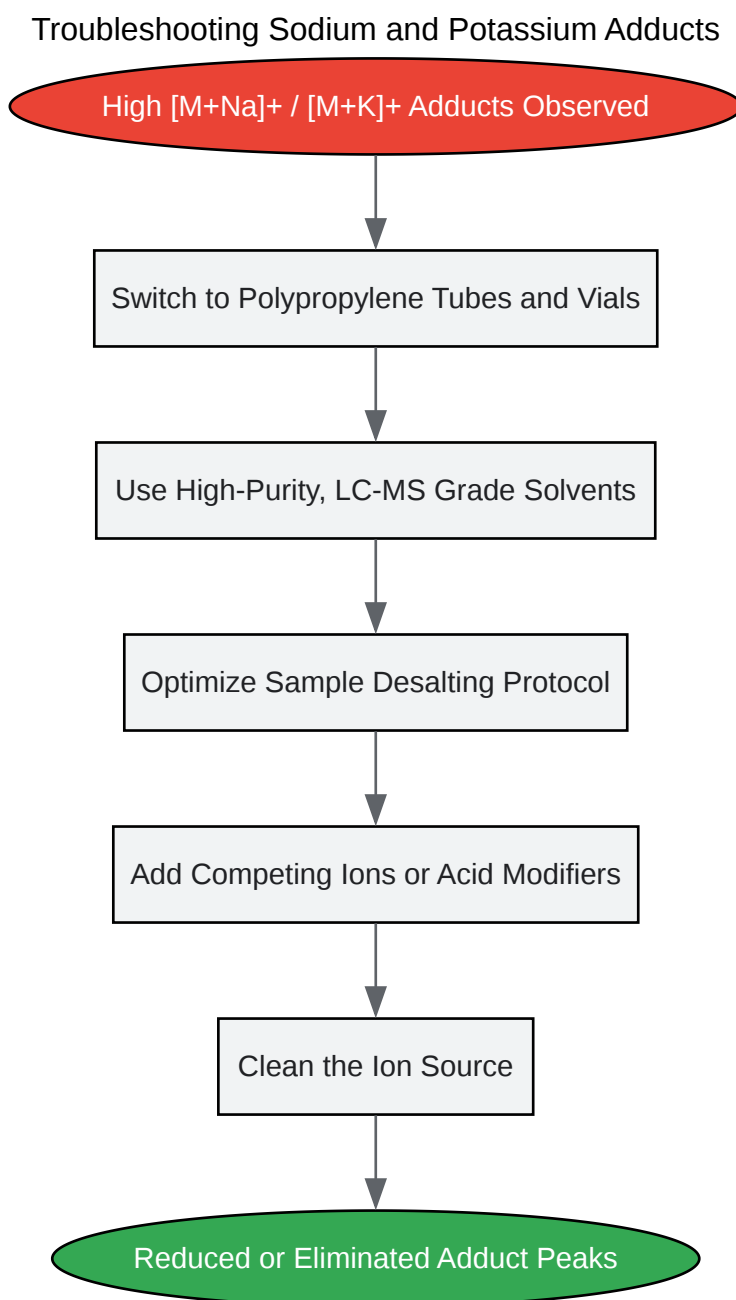 Troubleshooting Sodium and Potassium Adducts
High [M+Na]+ / [M+K]+ Adducts Observed
Switch to Polypropylene Tubes and Vials
Use High-Purity, LC-MS Grade Solvents
Optimize Sample Desalting Protocol
Add Competing Ions or Acid Modifiers
Clean the Ion Source
Reduced or Eliminated Adduct Peaks